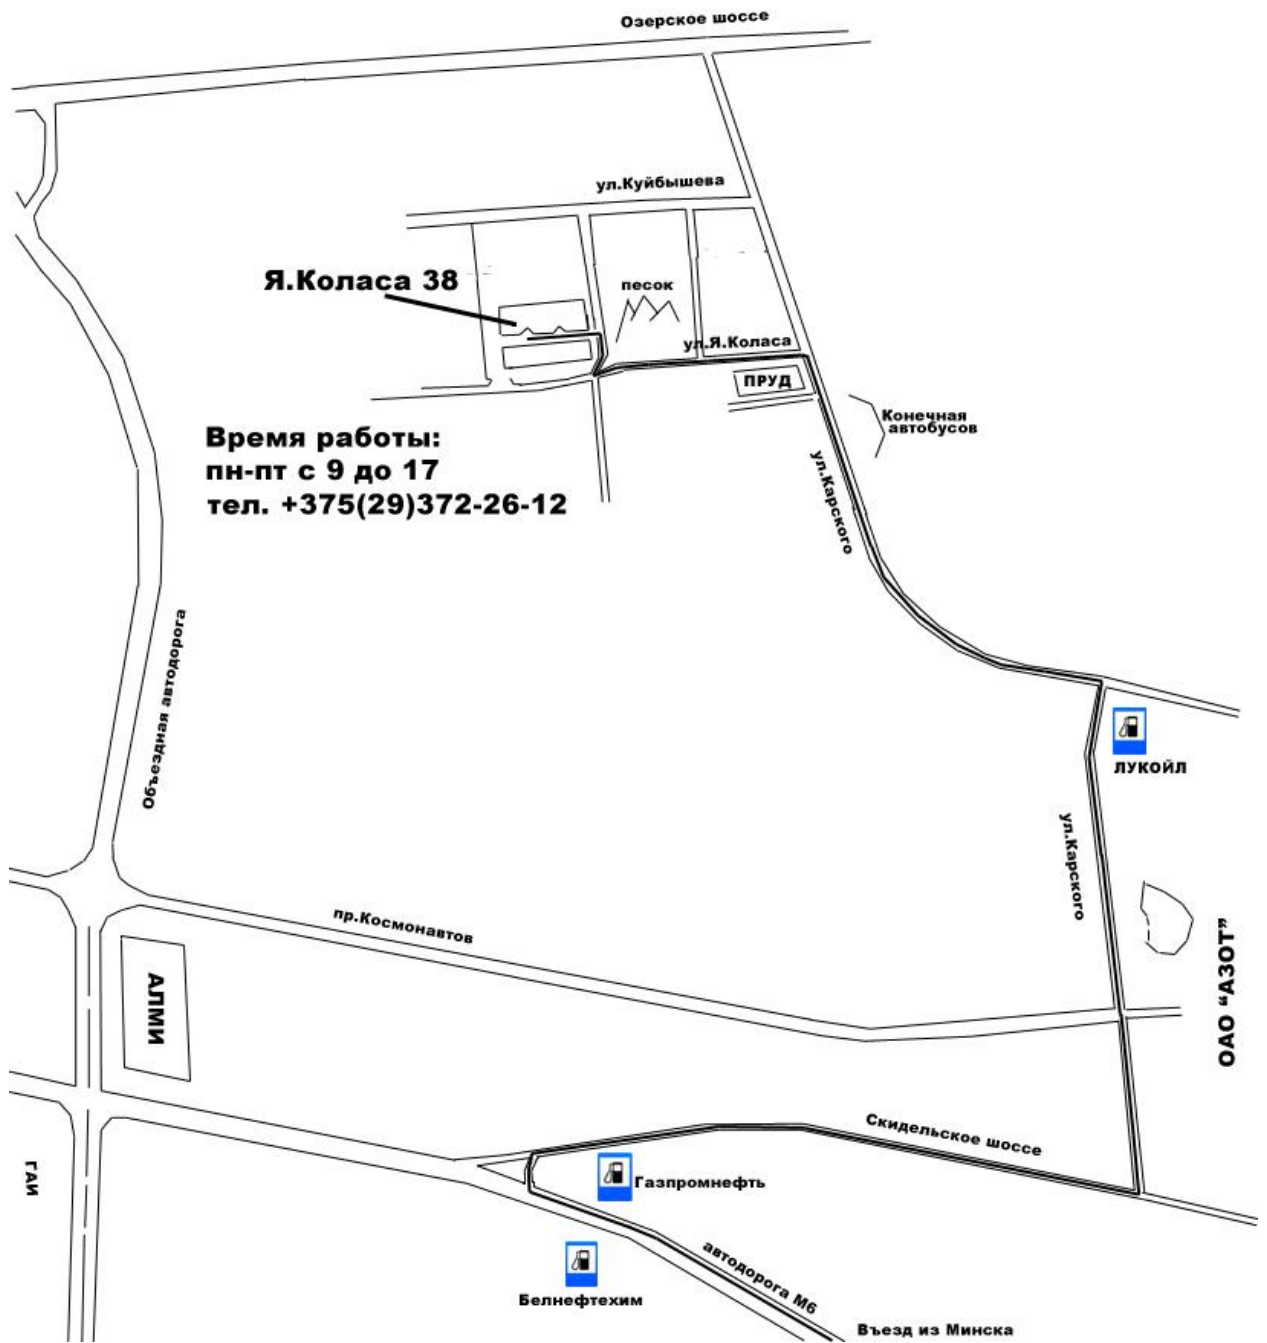 Озерское шоссе
ул.Куйбышева
Я.Коласа 38
песок
ул.Я.Коласа
ПРУД
Конечная
автобусов
Время работы:
пн-пт с 9 до 17
тел. +375(29)372-26-12
ул.Карского
Объездная автодорога
ЛУКОЙЛ
ул.Карского
пр.Космонавтов
ОАО "АЗОТ"
АЛМИ
Скидельское шоссе
ГАИ
Газпромнефть
автодорога М6
Белнефтехим
Въезд из Минска